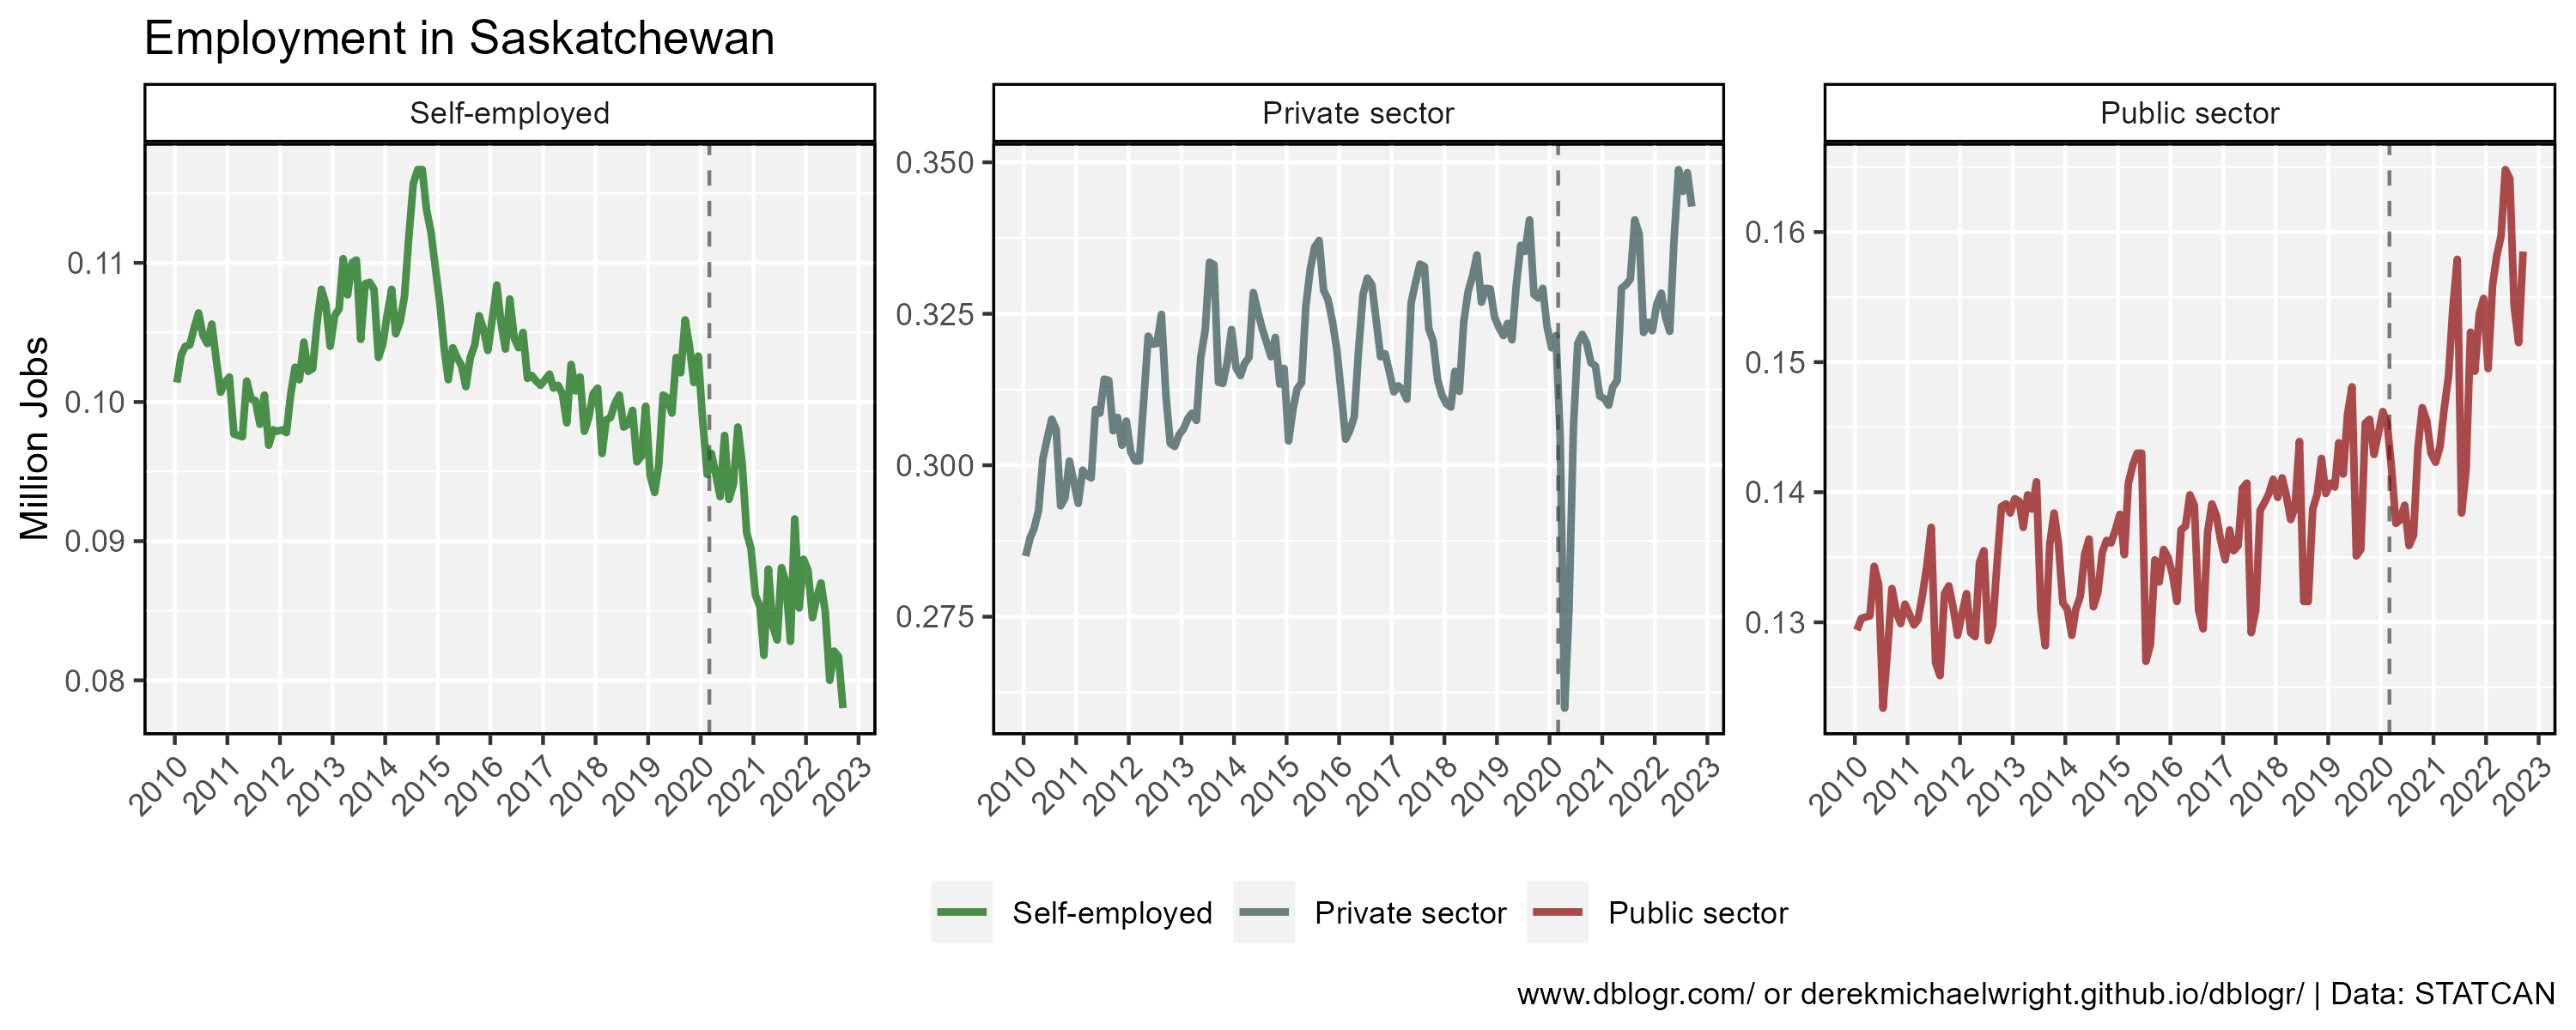 Employment in Saskatchewan
Self-employed
Private sector
Public sector
Million Jobs
0.11
0.10
0.09
0.08
2010 2011 2012 2013 2014 2015 2016 2017 2018 2019 2020 2021 2022 2023
0.350
0.325
0.300
0.275
2010 2011 2012 2013 2014 2015 2016 2017 2018 2019 2020 2021 2022 2023
0.16
0.15
0.14
0.13
2010 2011 2012 2013 2014 2015 2016 2017 2018 2019 2020 2021 2022 2023
Self-employed Private sector Public sector
www.dblogr.com/ or derekmichaelwright.github.io/dblogr/ | Data: STATCAN